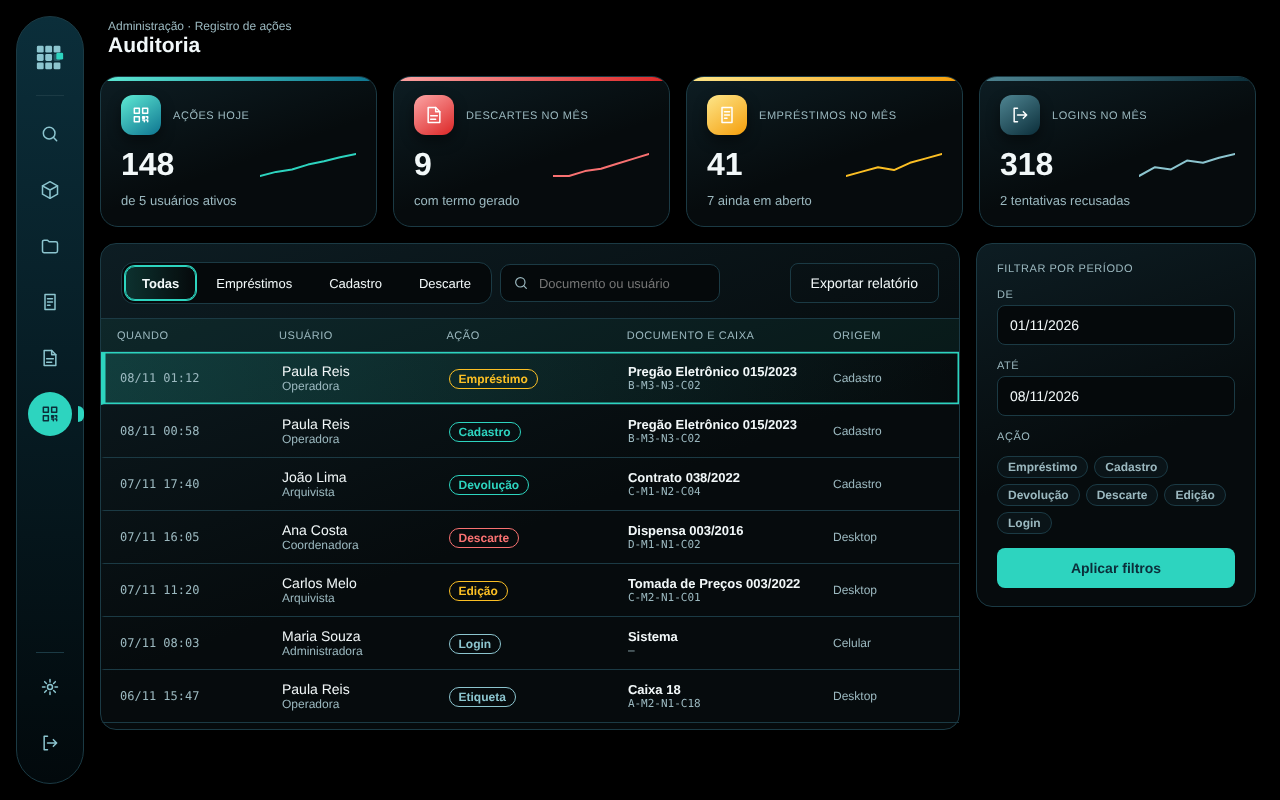 Administração · Registro de ações
Auditoria
AÇÕES HOJE
148
de 5 usuários ativos
DESCARTES NO MÊS
9
com termo gerado
EMPRÉSTIMOS NO MÊS
41
7 ainda em aberto
LOGINS NO MÊS
318
2 tentativas recusadas
Todas Empréstimos Cadastro Descarte
Documento ou usuário
Exportar relatório
QUANDO USUÁRIO AÇÃO DOCUMENTO E CAIXA ORIGEM
08/11 01:12 Paula Reis Operadora Empréstimo Pregão Eletrônico 015/2023 B-M3-N3-C02 Cadastro
08/11 00:58 Paula Reis Operadora Cadastro Pregão Eletrônico 015/2023 B-M3-N3-C02 Cadastro
07/11 17:40 João Lima Arquivista Devolução Contrato 038/2022 C-M1-N2-C04 Cadastro
07/11 16:05 Ana Costa Coordenadora Descarte Dispensa 003/2016 D-M1-N1-C02 Desktop
07/11 11:20 Carlos Melo Arquivista Edição Tomada de Preços 003/2022 C-M2-N1-C01 Desktop
07/11 08:03 Maria Souza Administradora Login Sistema — Celular
06/11 15:47 Paula Reis Operadora Etiqueta Caixa 18 A-M2-N1-C18 Desktop
FILTRAR POR PERÍODO
DE
01/11/2026
ATÉ
08/11/2026
AÇÃO
Empréstimo Cadastro
Devolução Descarte Edição
Login
Aplicar filtros